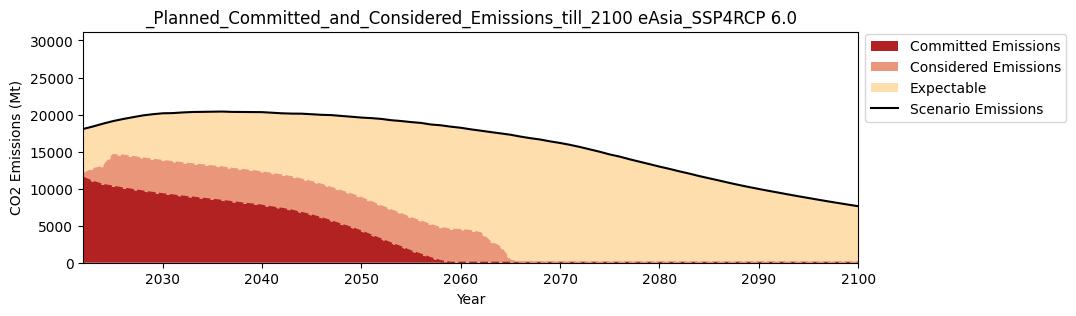 _Planned_Committed_and_Considered_Emissions_till_2100 eAsia_SSP4RCP 6.0
CO2 Emissions (Mt)
30000
25000
20000
15000
10000
5000
0
2030 2040 2050 2060 2070 2080 2090 2100
Year
Committed Emissions
Considered Emissions
Expectable
Scenario Emissions